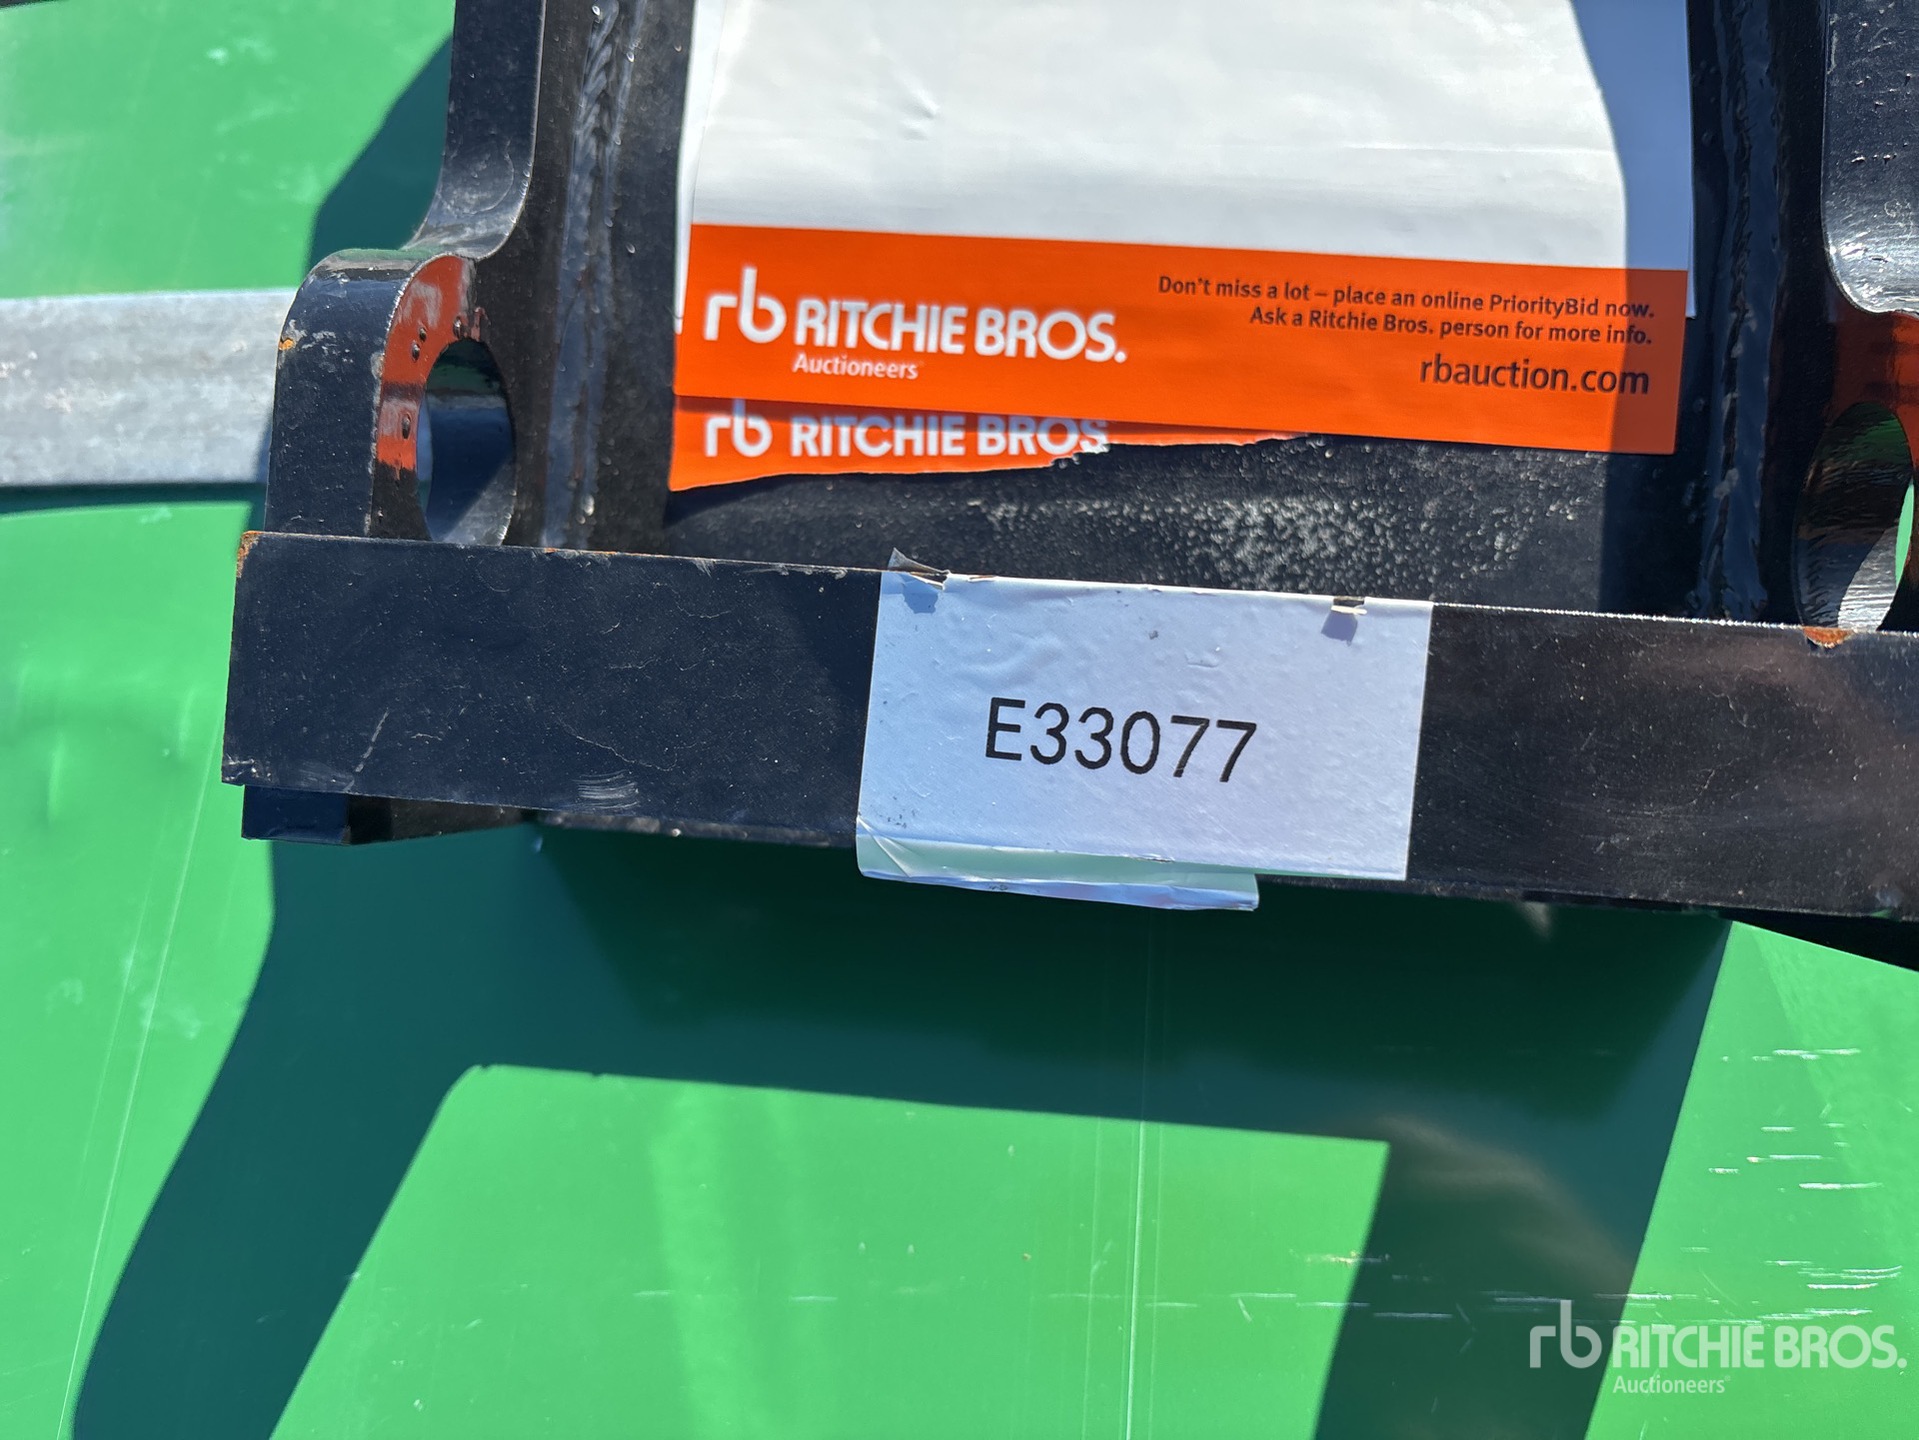 rb RITCHIE BROS.
Auctioneers
Don't miss a lot – place an online PriorityBid now.
Ask a Ritchie Bros. person for more info.
rbauction.com
rb RITCHIE BROS
E33077
rb RITCHIE BROS.
Auctioneers